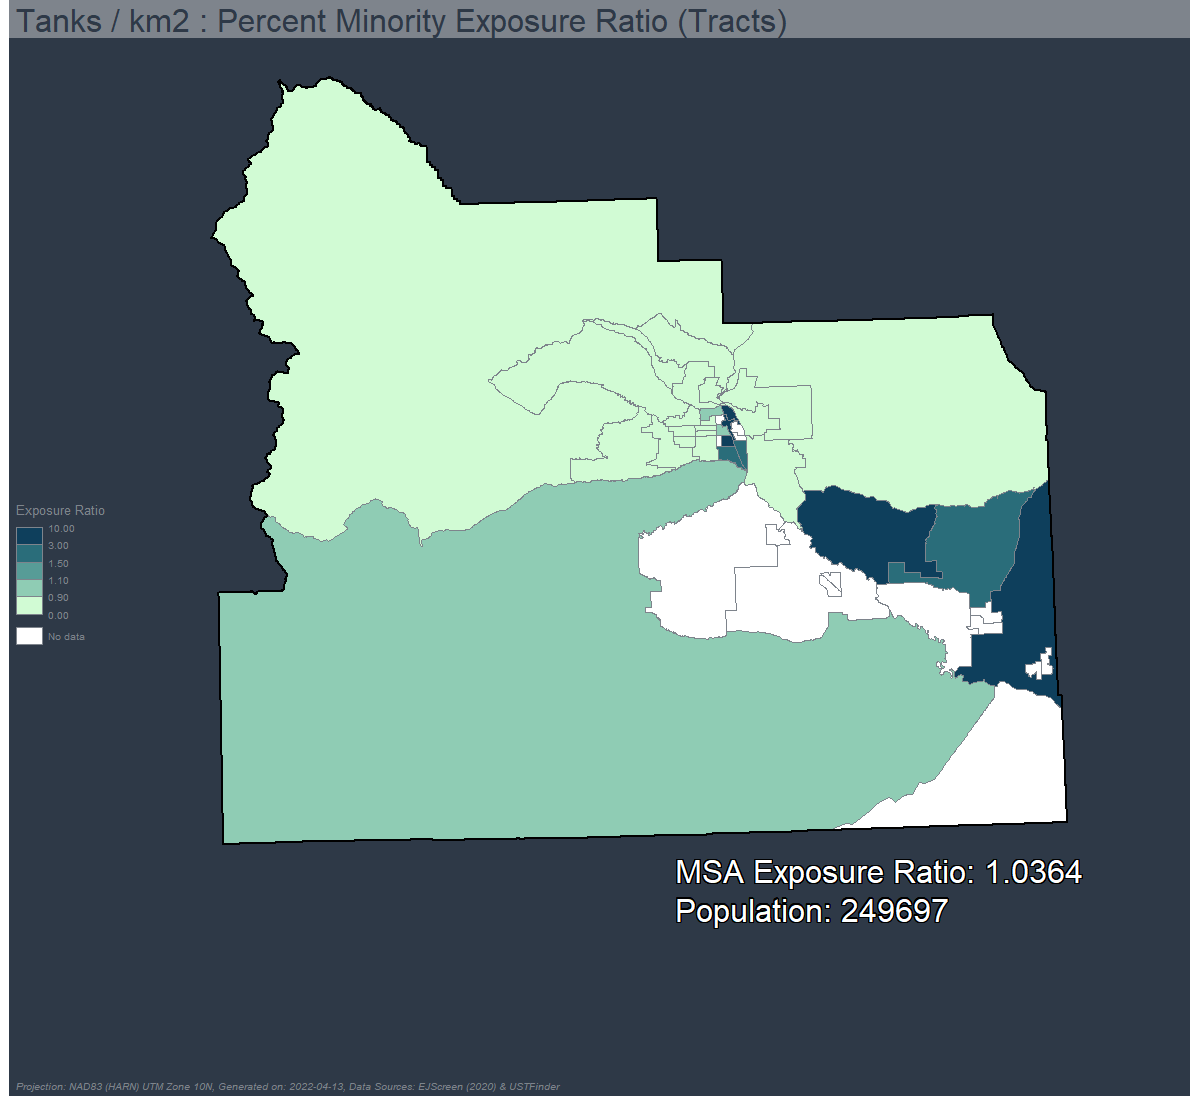 Tanks / km2 : Percent Minority Exposure Ratio (Tracts)
Exposure Ratio
10.00
3.00
1.50
1.10
0.90
0.00
No data
MSA Exposure Ratio: 1.0364
Population: 249697
Projection: NAD83 (HARN) UTM Zone 10N, Generated on: 2022-04-13, Data Sources: EJScreen (2020) & USTFinder